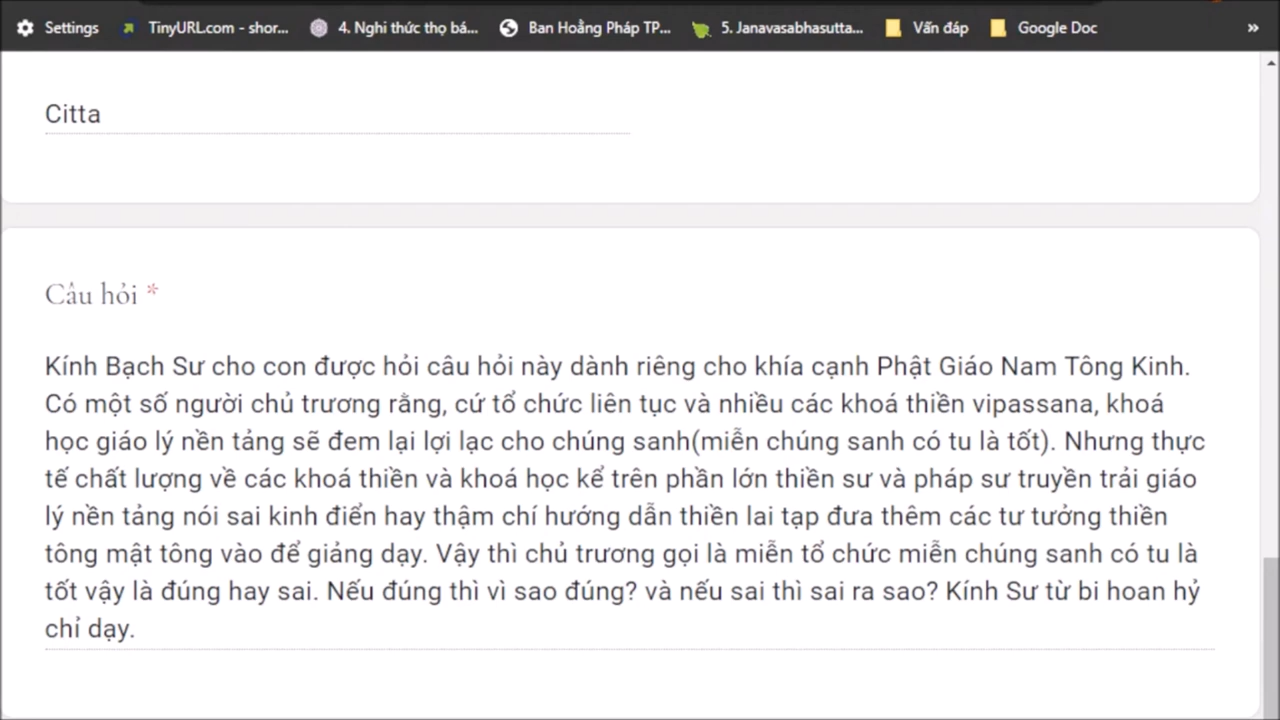 Settings TinyURL.com - shor... 4. Nghi thức thọ bá... Ban Hoằng Pháp TP... 5. Janavasabhasutta... Vấn đáp Google Doc »
Citta
Câu hỏi *
Kính Bạch Sư cho con được hỏi câu hỏi này dành riêng cho khía cạnh Phật Giáo Nam Tông Kinh.
Có một số người chủ trương rằng, cứ tổ chức liên tục và nhiều các khoá thiền vipassana, khoá
học giáo lý nền tảng sẽ đem lại lợi lạc cho chúng sanh(miễn chúng sanh có tu là tốt). Nhưng thực
tế chất lượng về các khoá thiền và khoá học kể trên phần lớn thiền sư và pháp sư truyền trải giáo
lý nền tảng nói sai kinh điển hay thậm chí hướng dẫn thiền lai tạp đưa thêm các tư tưởng thiền
tông mật tông vào để giảng dạy. Vậy thì chủ trương gọi là miễn tổ chức miễn chúng sanh có tu là
tốt vậy là đúng hay sai. Nếu đúng thì vì sao đúng? và nếu sai thì sai ra sao? Kính Sư từ bi hoan hỷ
chỉ dạy.